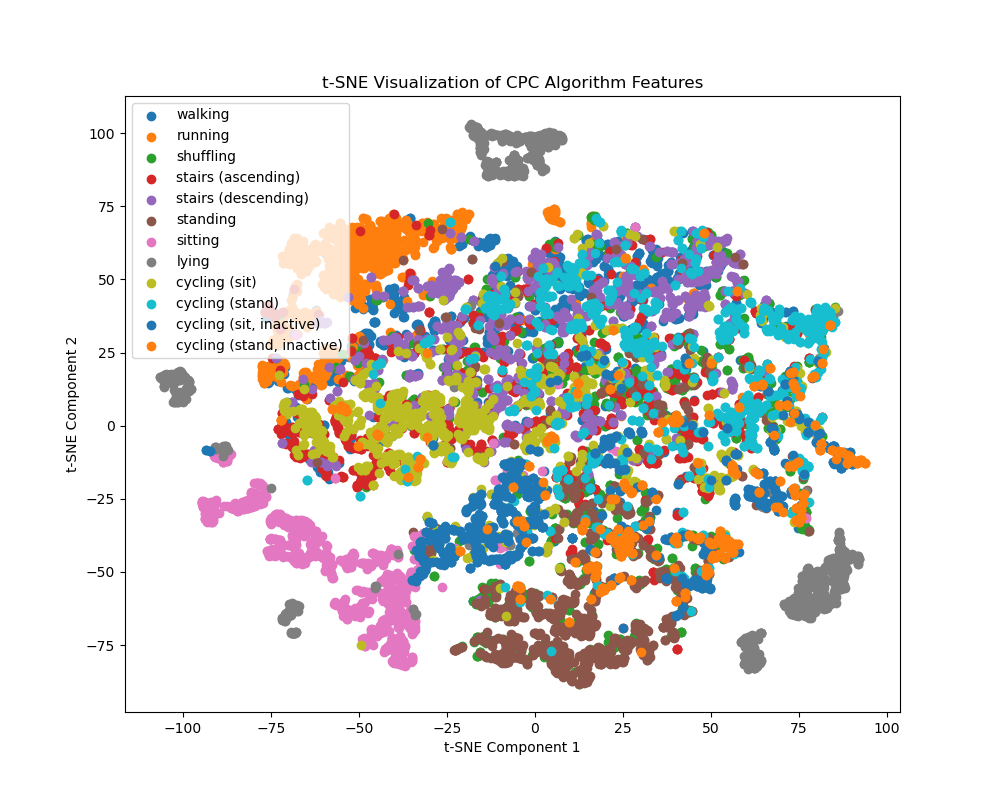 t-SNE Visualization of CPC Algorithm Features
walking
running
shuffling
stairs (ascending)
stairs (descending)
standing
sitting
lying
cycling (sit)
cycling (stand)
cycling (sit, inactive)
cycling (stand, inactive)
t-SNE Component 2
100
75
50
25
0
−25
−50
−75
−100
−75
−50
−25
0
25
50
75
100
t-SNE Component 1